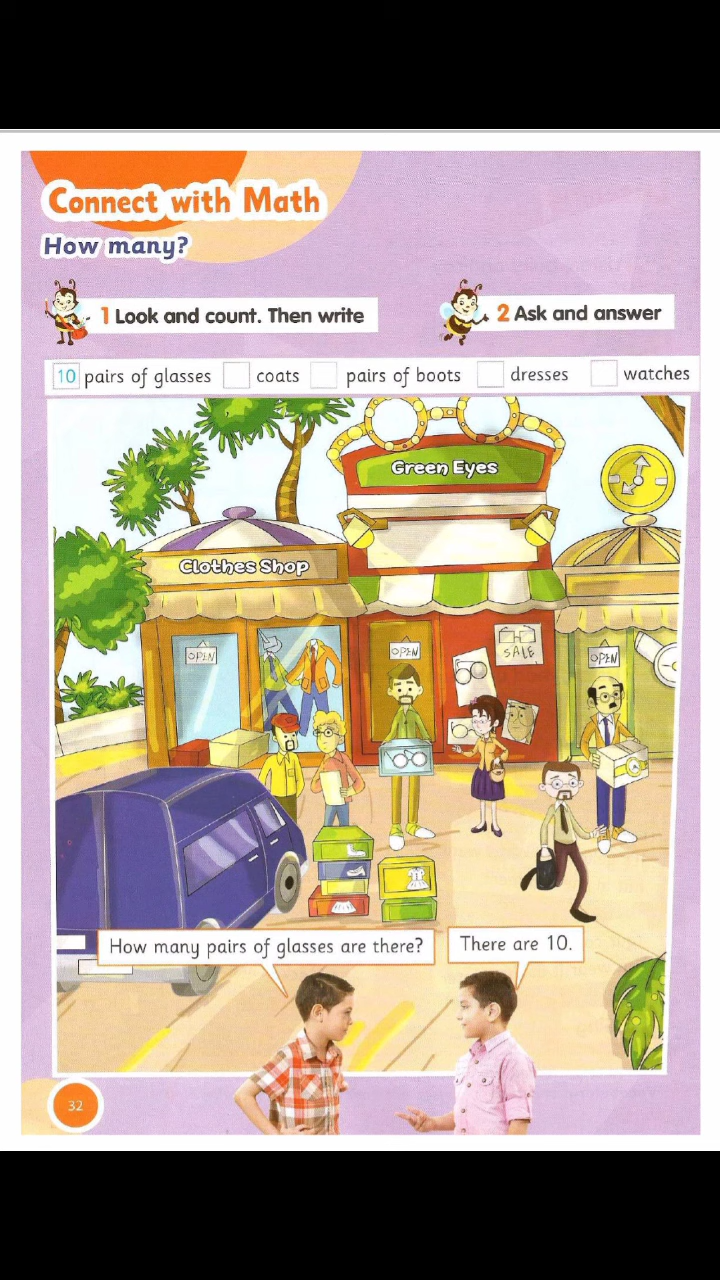 Connect with Math
How many?
1 Look and count. Then write
2 Ask and answer
10 pairs of glasses coats pairs of boots dresses watches
Green Eyes
Clothes Shop
OPEN
OPEN
SALE
OPEN
How many pairs of glasses are there?
There are 10.
32